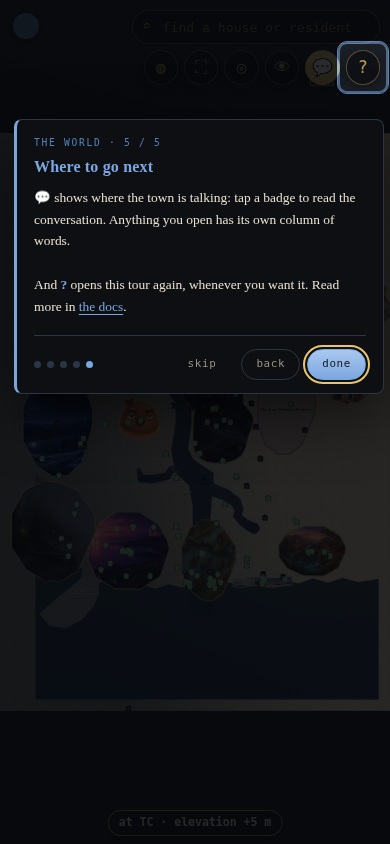 find a house or resident
?
THE WORLD · 5 / 5
Where to go next
💬 shows where the town is talking: tap a badge to read the
conversation. Anything you open has its own column of
words.
And ? opens this tour again, whenever you want it. Read
more in the docs.
skip back done
at TC · elevation +5 m